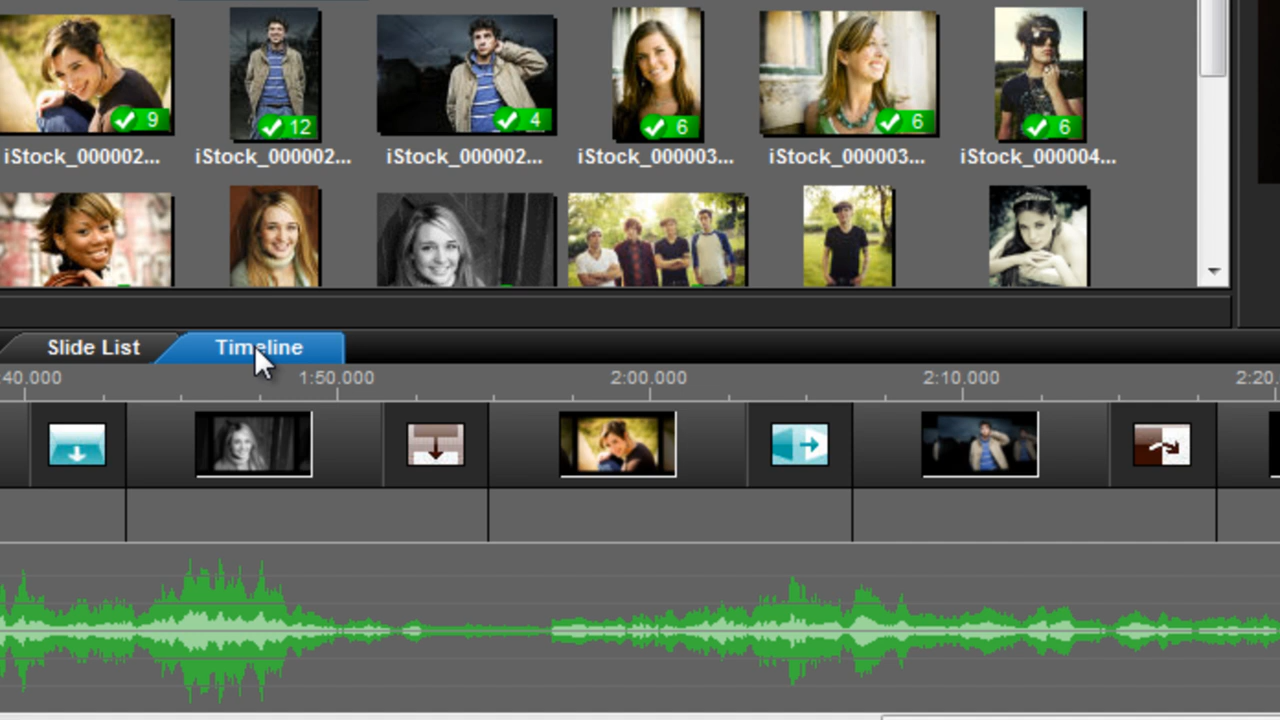 9 12 4 6 6 6
iStock_000002... iStock_000002... iStock_000002... iStock_000003... iStock_000003... iStock_000004...
Slide List Timeline
:40.000 1:50.000 2:00.000 2:10.000 2:20.